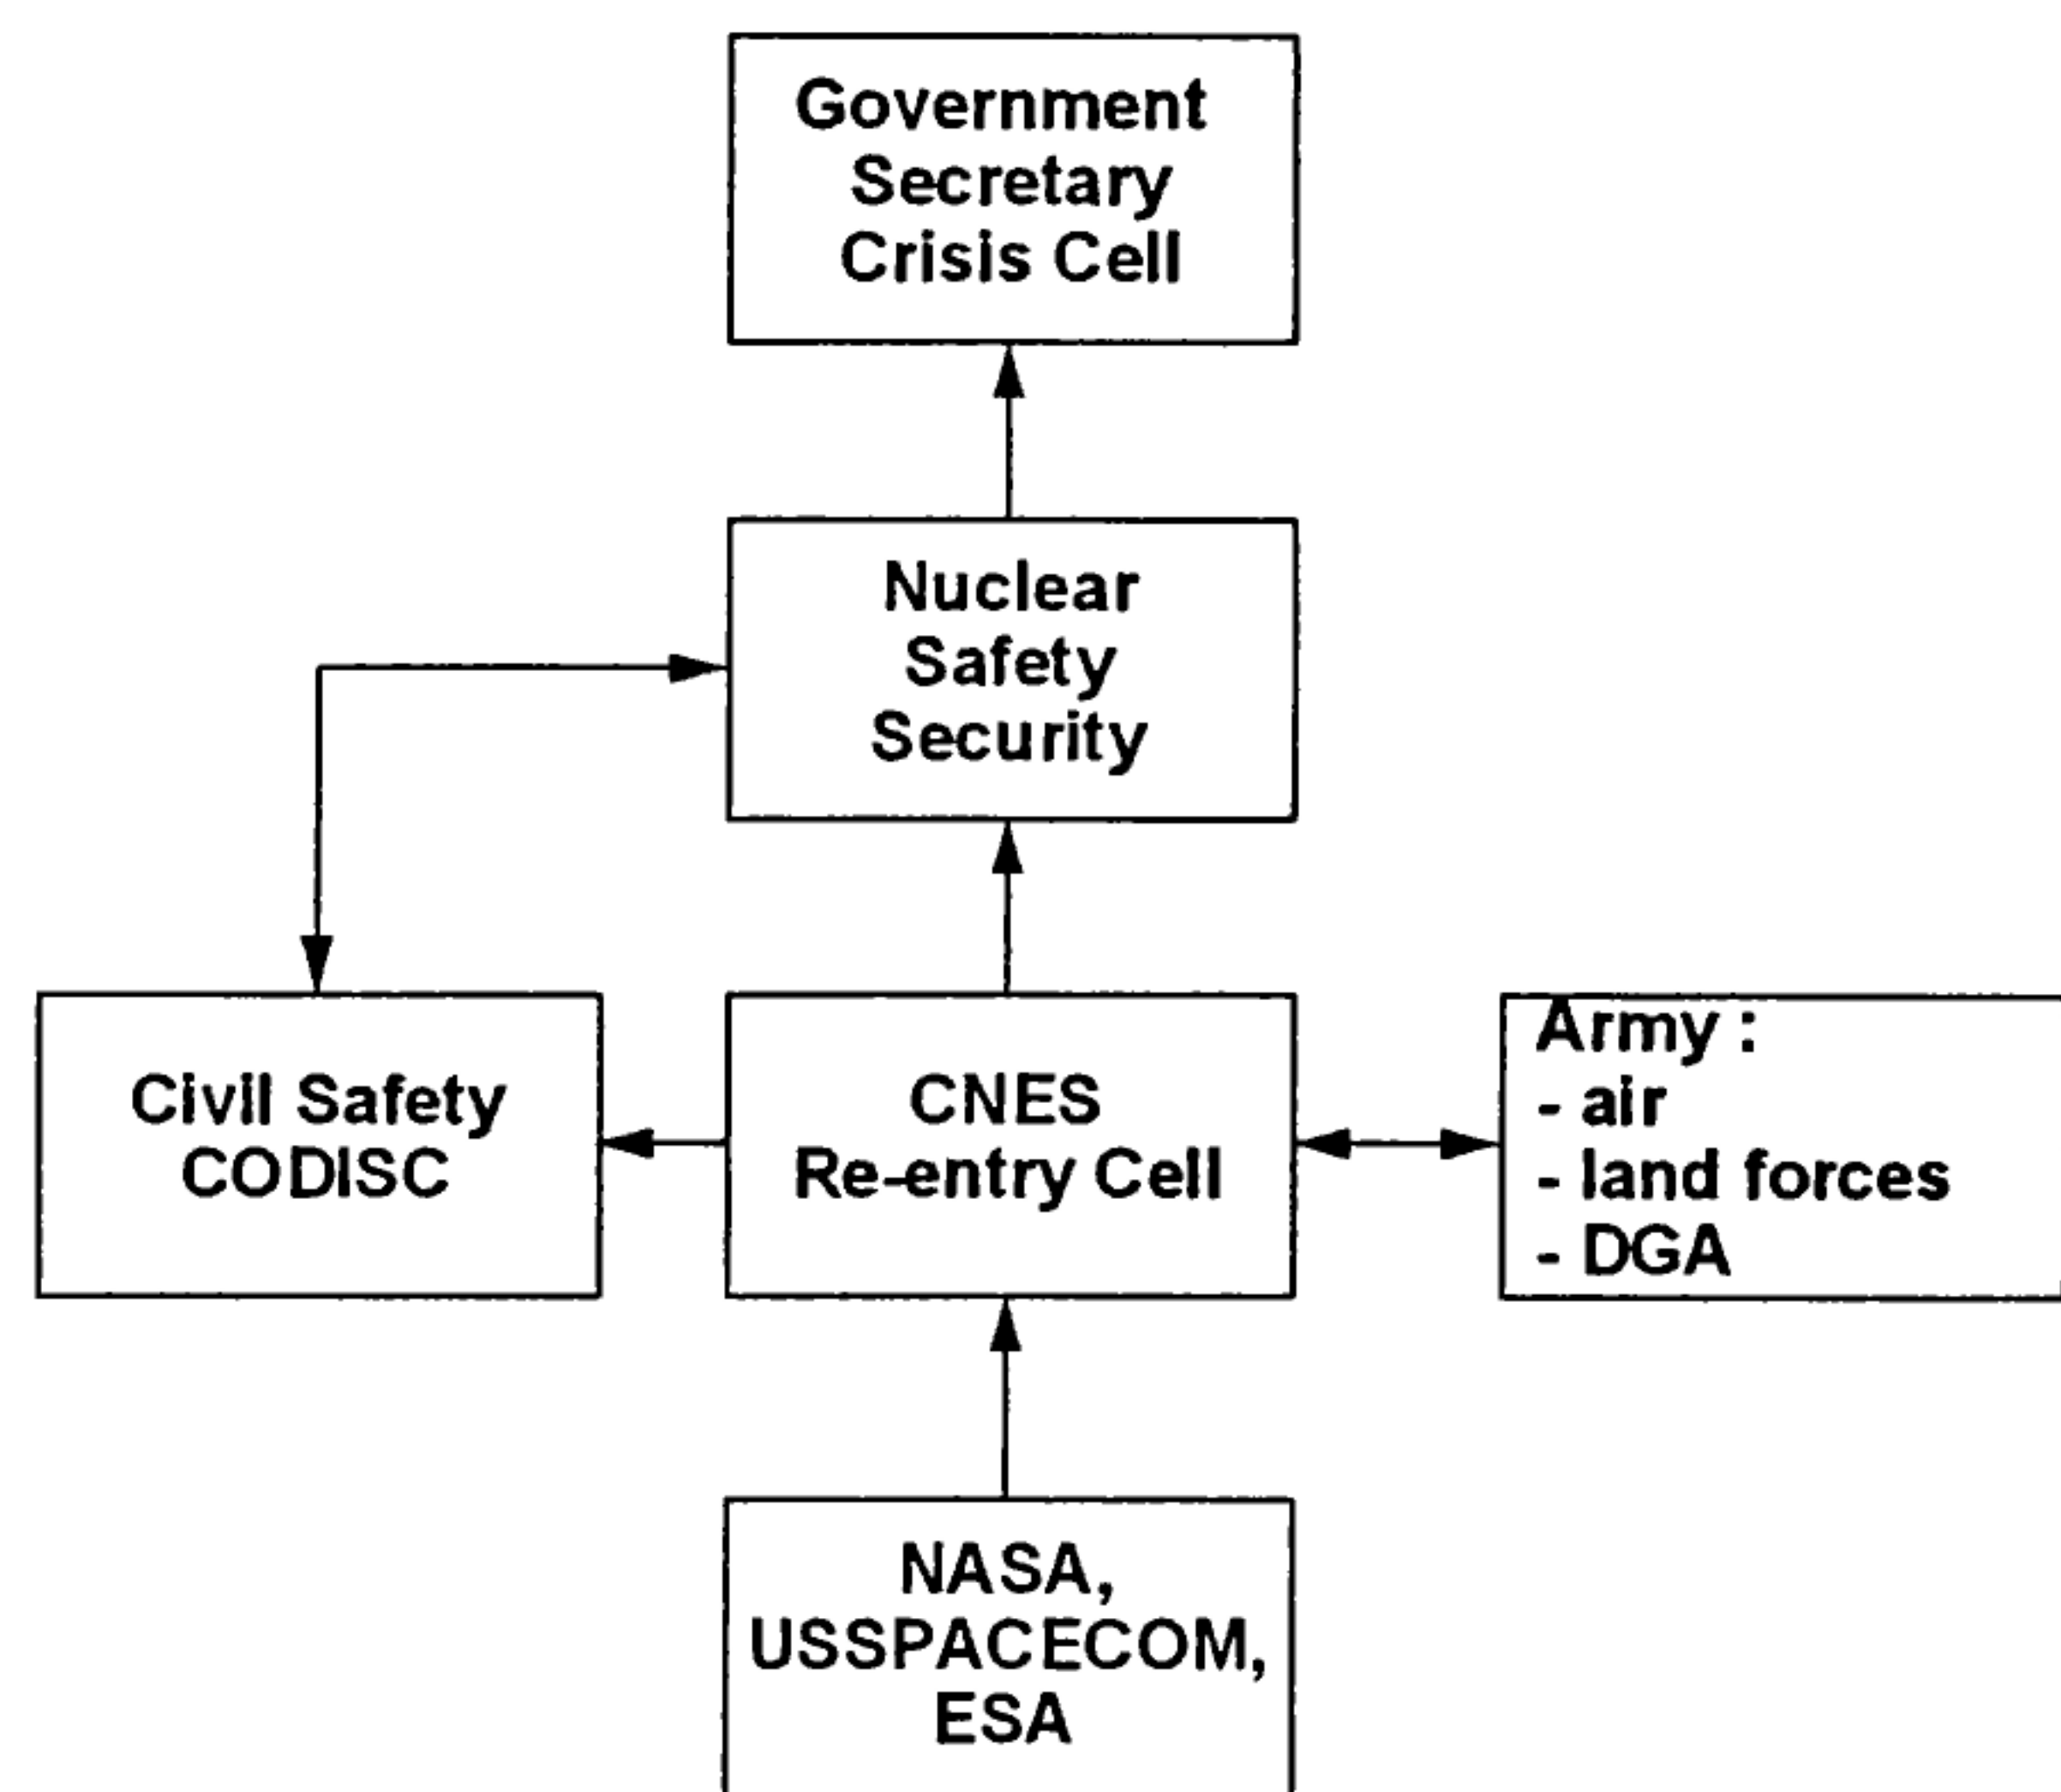 Government
Secretary
Crisis Cell
Nuclear
Safety
Security
Civil Safety
CODISC
CNES
Re-entry Cell
Army :
- air
- land forces
- DGA
NASA,
USSPACECOM,
ESA